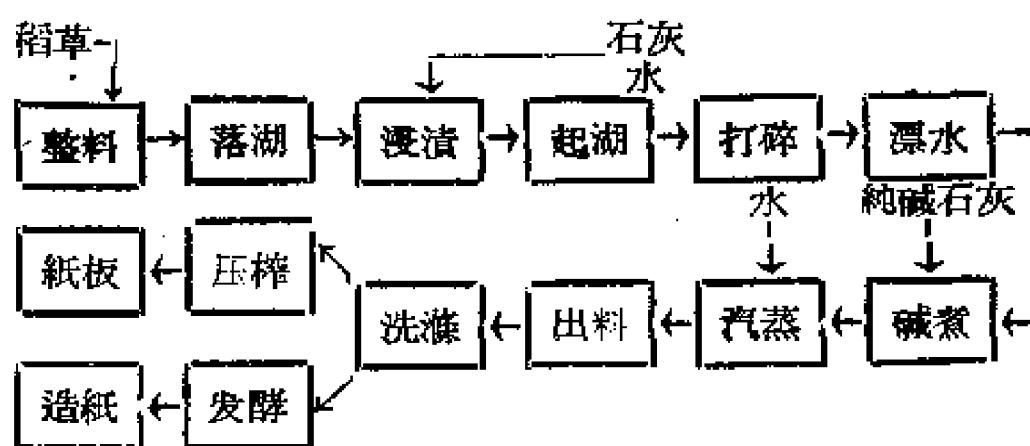 稻草
石灰
水
整料 落湖 浸漬 起湖 打碎 漂水
水 純碱石灰
紙板 压榨
洗滌 出料 汽蒸 碱煮
造紙 发酵